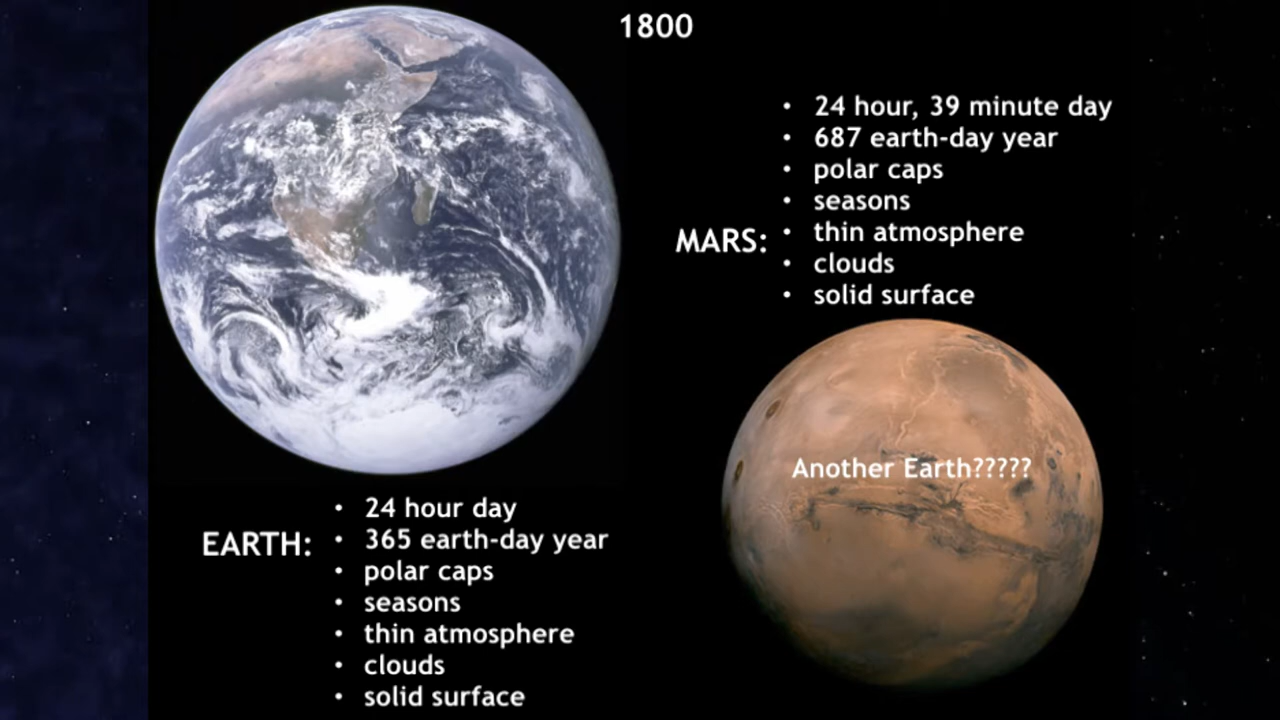 1800
EARTH:
• 24 hour day
• 365 earth-day year
• polar caps
• seasons
• thin atmosphere
• clouds
• solid surface
MARS:
• 24 hour, 39 minute day
• 687 earth-day year
• polar caps
• seasons
• thin atmosphere
• clouds
• solid surface
Another Earth?????